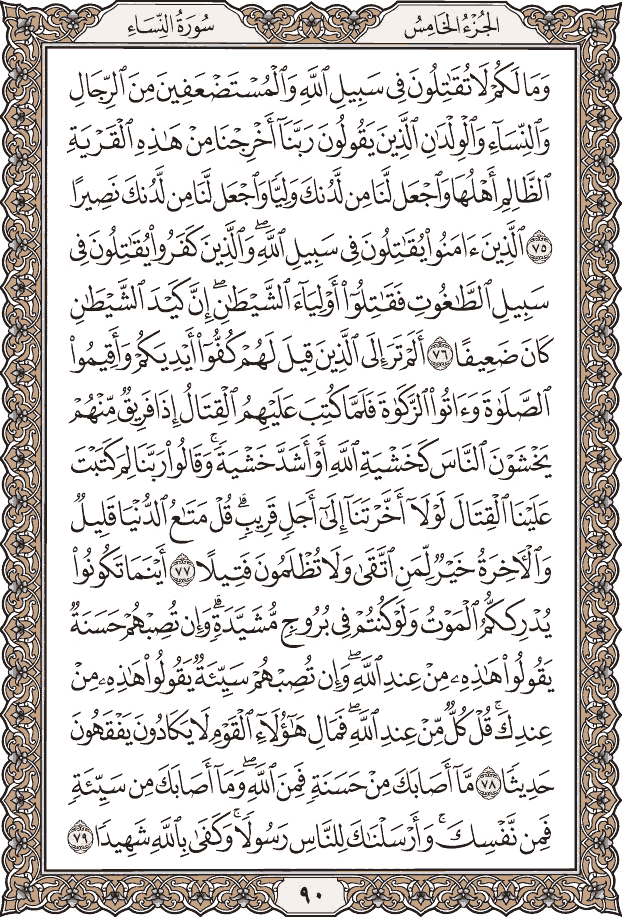 الجُزْءُ الخَامِسُ
سُورَةُ النِّسَاءِ
وَمَا لَكُمْ لَا تُقَٰتِلُونَ فِى سَبِيلِ ٱللَّهِ وَٱلْمُسْتَضْعَفِينَ مِنَ ٱلرِّجَالِ
وَٱلنِّسَآءِ وَٱلْوِلْدَٰنِ ٱلَّذِينَ يَقُولُونَ رَبَّنَآ أَخْرِجْنَا مِنْ هَٰذِهِ ٱلْقَرْيَةِ
ٱلظَّالِمِ أَهْلُهَا وَٱجْعَل لَّنَا مِن لَّدُنكَ وَلِيًّا وَٱجْعَل لَّنَا مِن لَّدُنكَ نَصِيرًا
٧٥ ٱلَّذِينَ ءَامَنُوا۟ يُقَٰتِلُونَ فِى سَبِيلِ ٱللَّهِ ۖ وَٱلَّذِينَ كَفَرُوا۟ يُقَٰتِلُونَ فِى
سَبِيلِ ٱلطَّٰغُوتِ فَقَٰتِلُوٓا۟ أَوْلِيَآءَ ٱلشَّيْطَٰنِ ۖ إِنَّ كَيْدَ ٱلشَّيْطَٰنِ
كَانَ ضَعِيفًا ٧٦ أَلَمْ تَرَ إِلَى ٱلَّذِينَ قِيلَ لَهُمْ كُفُّوٓا۟ أَيْدِيَكُمْ وَأَقِيمُوا۟
ٱلصَّلَوٰةَ وَءَاتُوا۟ ٱلزَّكَوٰةَ فَلَمَّا كُتِبَ عَلَيْهِمُ ٱلْقِتَالُ إِذَا فَرِيقٌ مِّنْهُمْ
يَخْشَوْنَ ٱلنَّاسَ كَخَشْيَةِ ٱللَّهِ أَوْ أَشَدَّ خَشْيَةً ۚ وَقَالُوا۟ رَبَّنَا لِمَ كَتَبْتَ
عَلَيْنَا ٱلْقِتَالَ لَوْلَآ أَخَّرْتَنَآ إِلَىٰٓ أَجَلٍ قَرِيبٍ ۗ قُلْ مَتَٰعُ ٱلدُّنْيَا قَلِيلٌ
وَٱلْءَاخِرَةُ خَيْرٌ لِّمَنِ ٱتَّقَىٰ وَلَا تُظْلَمُونَ فَتِيلًا ٧٧ أَيْنَمَا تَكُونُوا۟
يُدْرِككُّمُ ٱلْمَوْتُ وَلَوْ كُنتُمْ فِى بُرُوجٍ مُّشَيَّدَةٍ ۗ وَإِن تُصِبْهُمْ حَسَنَةٌ
يَقُولُوا۟ هَٰذِهِۦ مِنْ عِندِ ٱللَّهِ ۖ وَإِن تُصِبْهُمْ سَيِّئَةٌ يَقُولُوا۟ هَٰذِهِۦ مِنْ
عِندِكَ ۚ قُلْ كُلٌّ مِّنْ عِندِ ٱللَّهِ ۖ فَمَالِ هَٰٓؤُلَآءِ ٱلْقَوْمِ لَا يَكَادُونَ يَفْقَهُونَ
حَدِيثًا ٧٨ مَّآ أَصَابَكَ مِنْ حَسَنَةٍ فَمِنَ ٱللَّهِ ۖ وَمَآ أَصَابَكَ مِن سَيِّئَةٍ
فَمِن نَّفْسِكَ ۚ وَأَرْسَلْنَٰكَ لِلنَّاسِ رَسُولًا ۚ وَكَفَىٰ بِٱللَّهِ شَهِيدًا ٧٩
٩٠